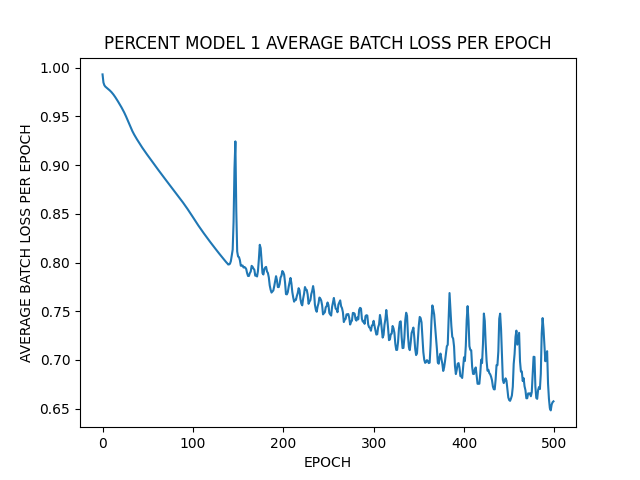 PERCENT MODEL 1 AVERAGE BATCH LOSS PER EPOCH
AVERAGE BATCH LOSS PER EPOCH
1.00
0.95
0.90
0.85
0.80
0.75
0.70
0.65
0 100 200 300 400 500
EPOCH